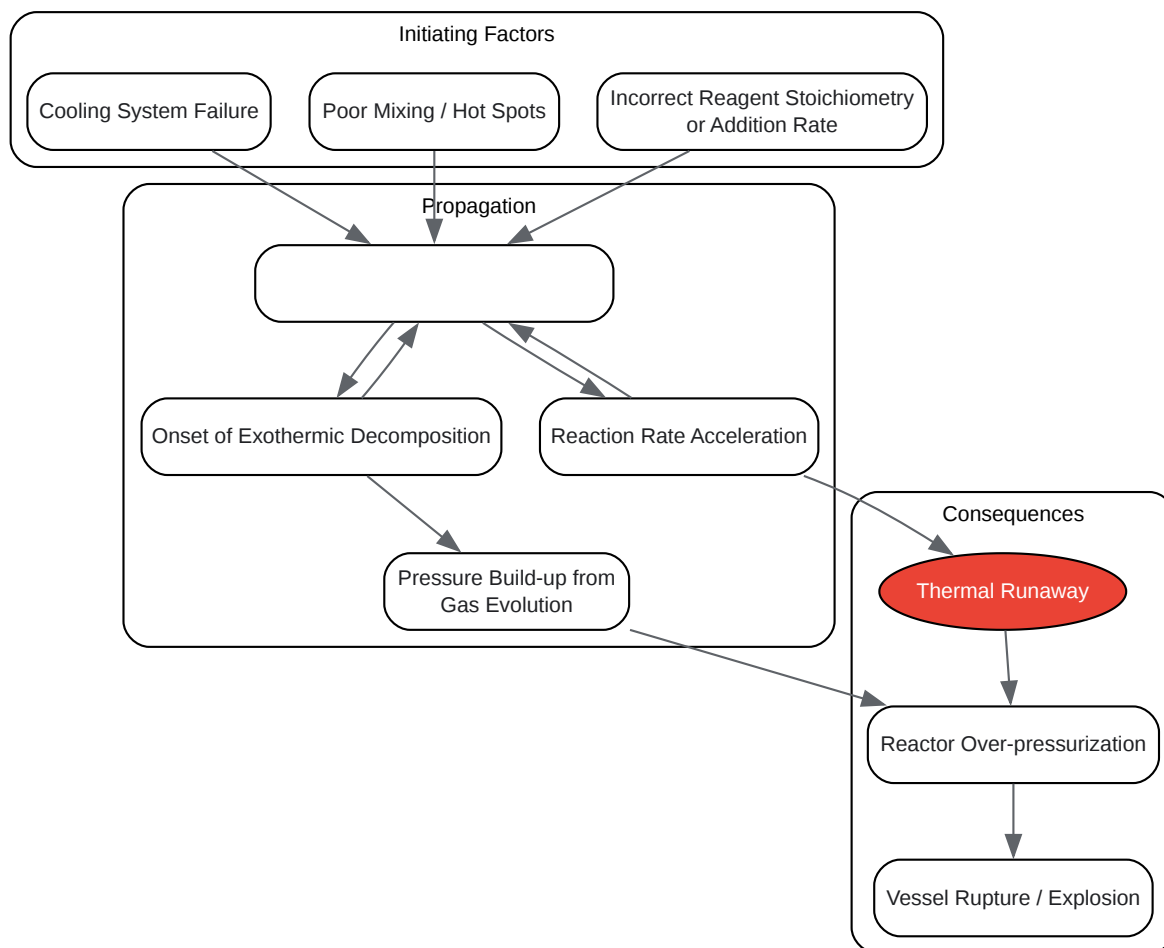 Initiating Factors
Cooling System Failure
Poor Mixing / Hot Spots
Incorrect Reagent Stoichiometry
or Addition Rate
Propagation
Onset of Exothermic Decomposition
Reaction Rate Acceleration
Pressure Build-up from
Gas Evolution
Consequences
Thermal Runaway
Reactor Over-pressurization
Vessel Rupture / Explosion